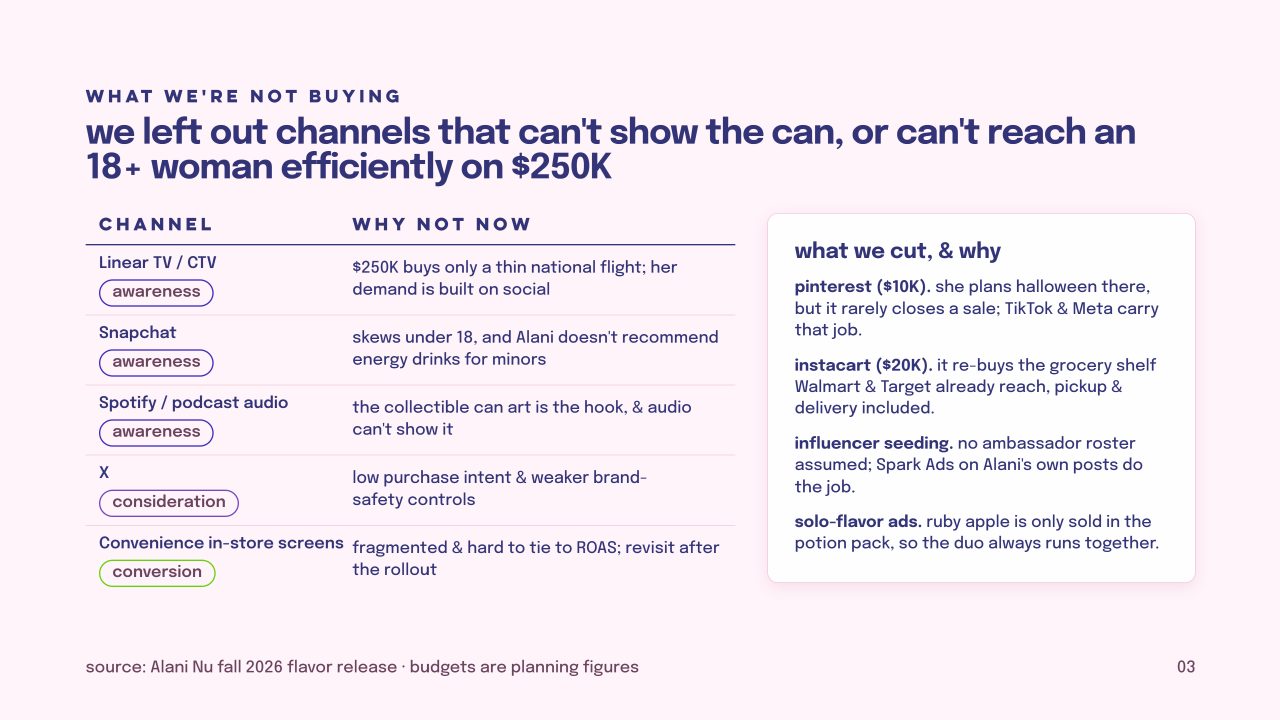 WHAT WE'RE NOT BUYING
we left out channels that can't show the can, or can't reach an
18+ woman efficiently on $250K
CHANNEL
WHY NOT NOW
Linear TV / CTV
awareness
$250K buys only a thin national flight; her
demand is built on social
Snapchat
awareness
skews under 18, and Alani doesn't recommend
energy drinks for minors
Spotify / podcast audio
awareness
the collectible can art is the hook, & audio
can't show it
X
consideration
low purchase intent & weaker brand-
safety controls
Convenience in-store screens
conversion
fragmented & hard to tie to ROAS; revisit after
the rollout
what we cut, & why
pinterest ($10K). she plans halloween there,
but it rarely closes a sale; TikTok & Meta carry
that job.
instacart ($20K). it re-buys the grocery shelf
Walmart & Target already reach, pickup &
delivery included.
influencer seeding. no ambassador roster
assumed; Spark Ads on Alani's own posts do
the job.
solo-flavor ads. ruby apple is only sold in the
potion pack, so the duo always runs together.
source: Alani Nu fall 2026 flavor release · budgets are planning figures
03